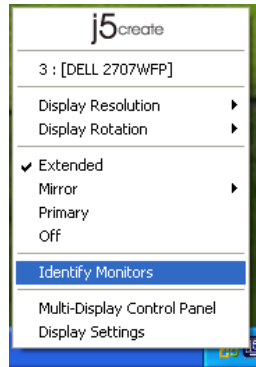 j5create
3 : [DELL 2707WFP]
Display Resolution
Display Rotation
Extended
Mirror
Primary
Off
Identify Monitors
Multi-Display Control Panel
Display Settings